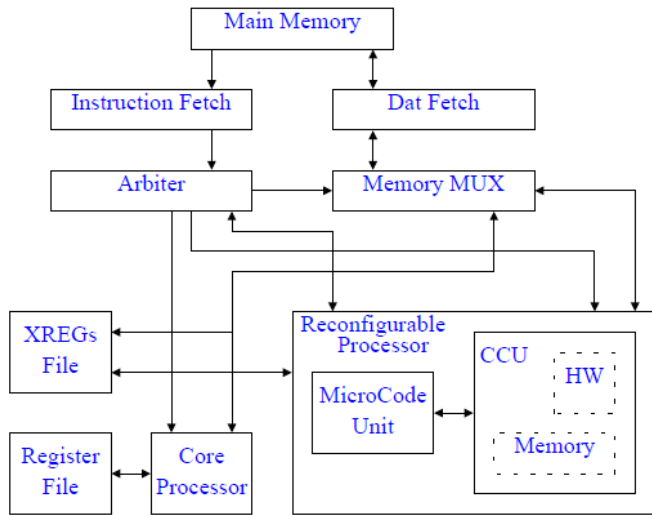 Main Memory
Instruction Fetch
Dat Fetch
Arbiter
Memory MUX
XREGs
File
Reconfigurable
Processor
CCU
HW
MicroCode
Unit
Memory
Register
File
Core
Processor